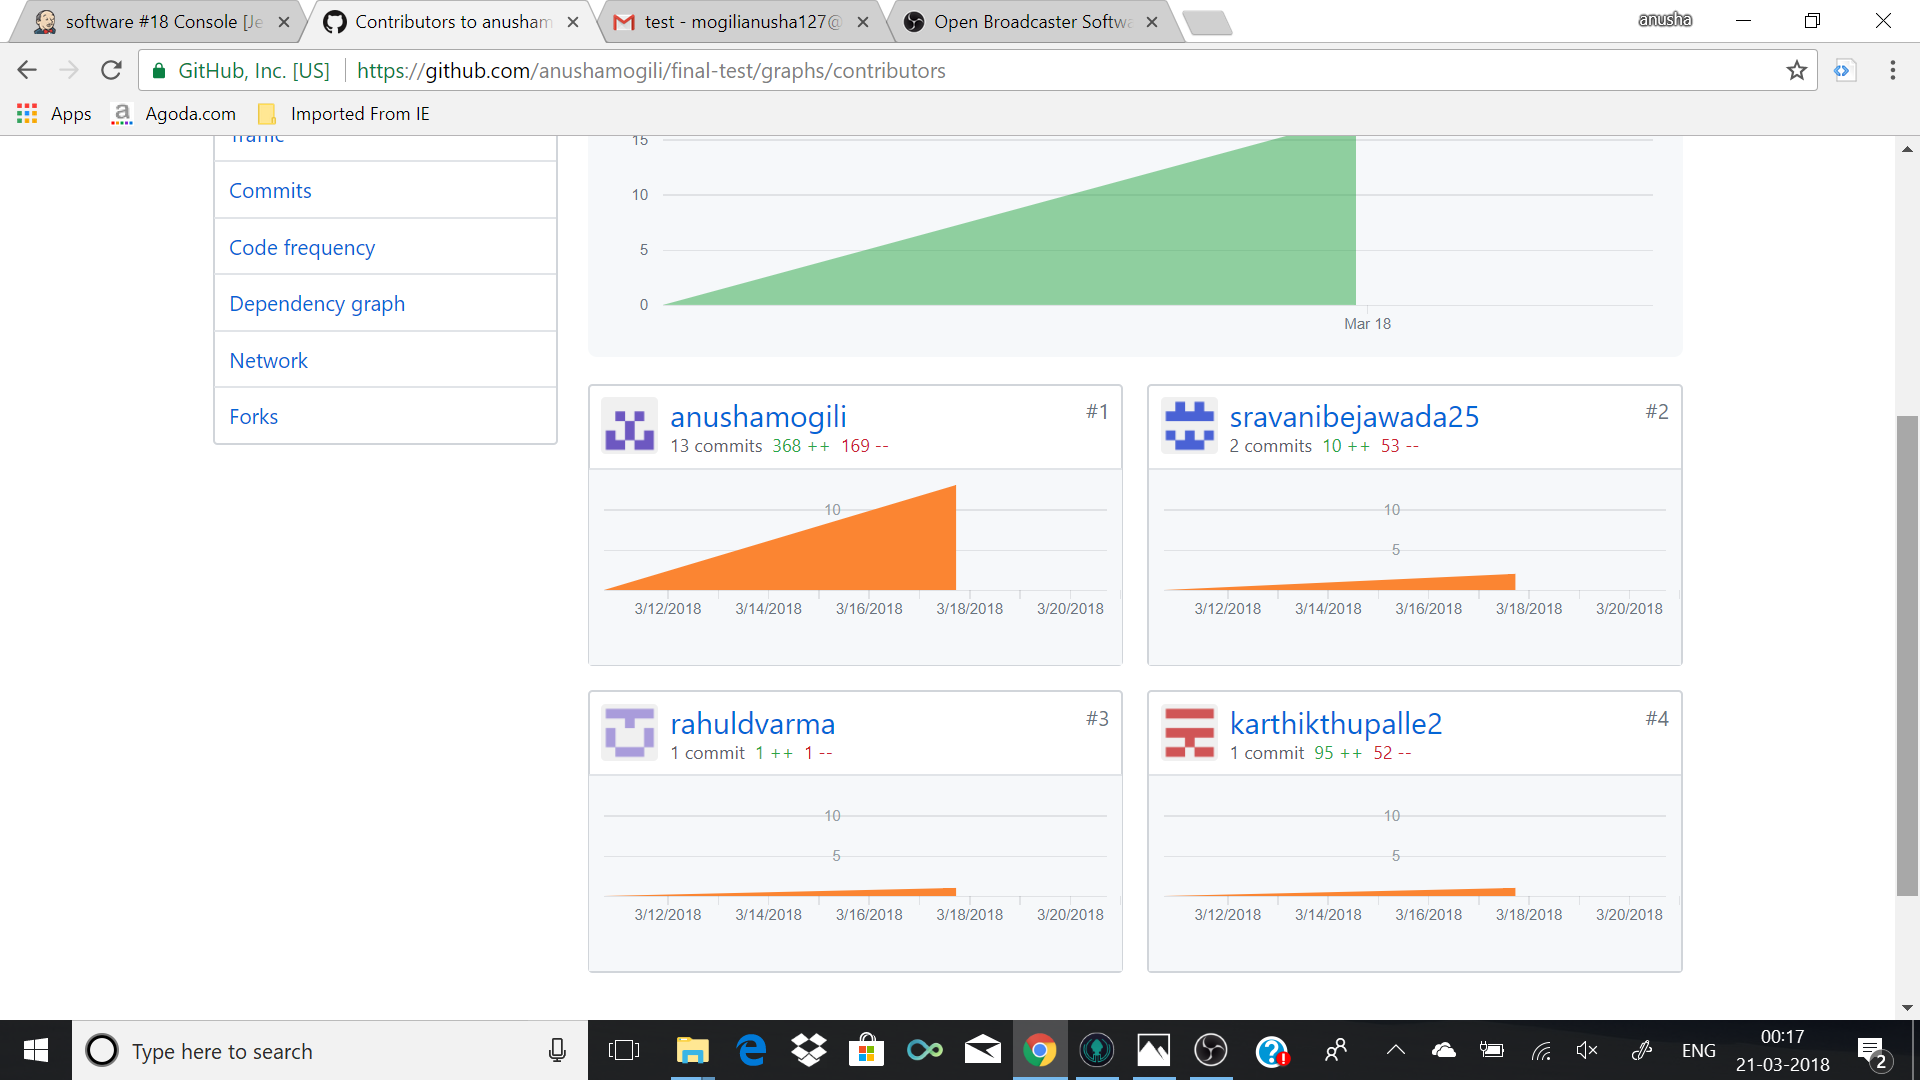 software #18 Console [Je
Contributors to anusham
test - mogilianusha127@
Open Broadcaster Softwa
anusha
GitHub, Inc. [US]
https://github.com/anushamogili/final-test/graphs/contributors
Apps
Agoda.com
Imported From IE
Traffic
Commits
Code frequency
Dependency graph
Network
Forks
15
10
5
0
Mar 18
anushamogili
#1
13 commits 368 ++ 169 --
10
3/12/2018 3/14/2018 3/16/2018 3/18/2018 3/20/2018
sravanibejawada25
#2
2 commits 10 ++ 53 --
10
5
3/12/2018 3/14/2018 3/16/2018 3/18/2018 3/20/2018
rahuldvarma
#3
1 commit 1 ++ 1 --
10
5
3/12/2018 3/14/2018 3/16/2018 3/18/2018 3/20/2018
karthikthupalle2
#4
1 commit 95 ++ 52 --
10
5
3/12/2018 3/14/2018 3/16/2018 3/18/2018 3/20/2018
Type here to search
ENG
00:17
21-03-2018
2